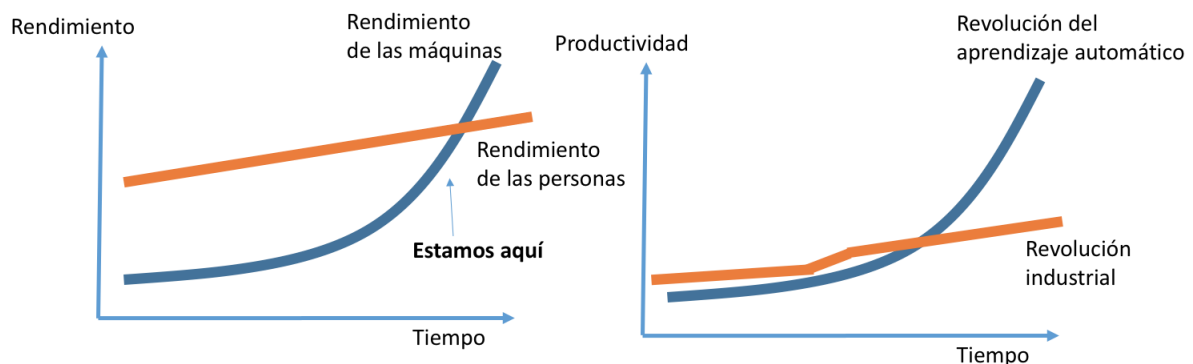 Rendimiento
Rendimiento
de las máquinas
Rendimiento
de las personas
Estamos aquí
Tiempo
Productividad
Revolución del
aprendizaje automático
Revolución
industrial
Tiempo